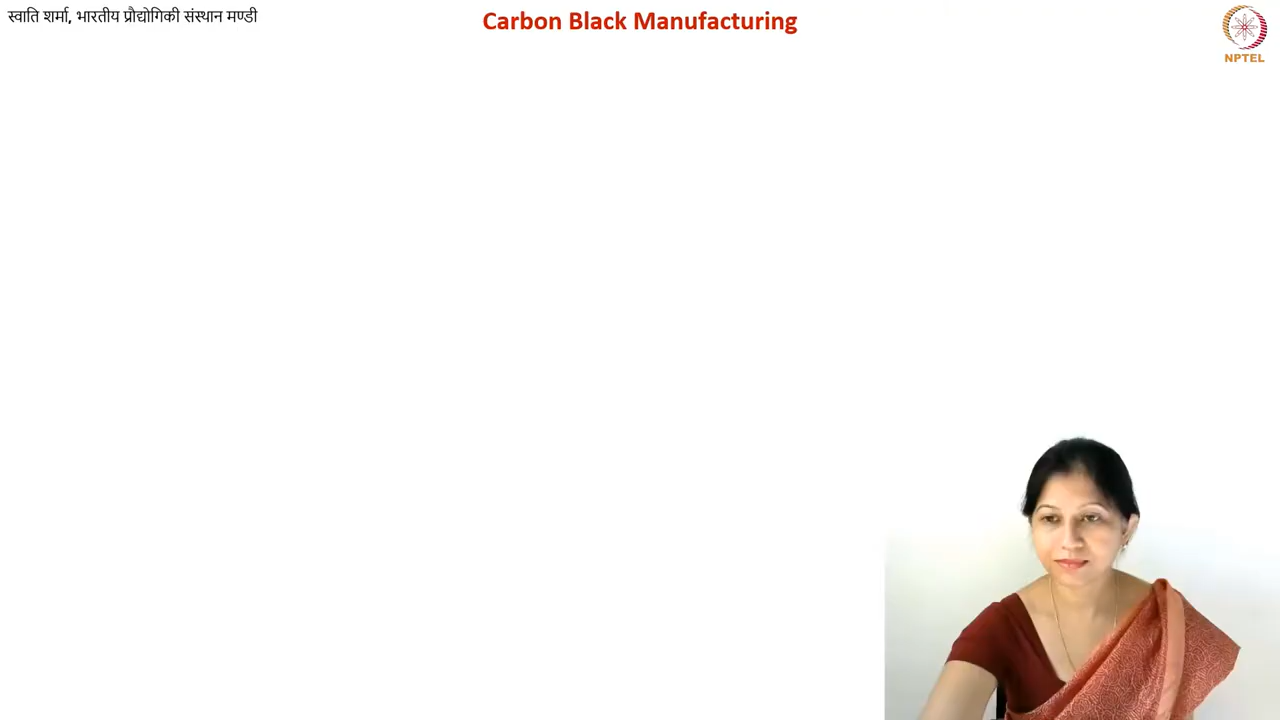 स्वाति शर्मा, भारतीय प्रौद्योगिकी संस्थान मण्डी
Carbon Black Manufacturing
NPTEL